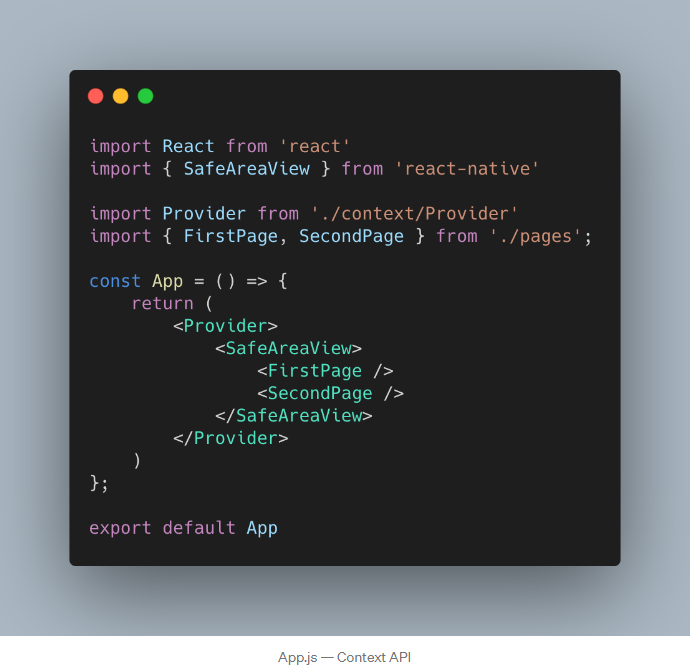 import React from 'react'
import { SafeAreaView } from 'react-native'

import Provider from './context/Provider'
import { FirstPage, SecondPage } from './pages';

const App = () => {
    return (
        <Provider>
            <SafeAreaView>
                <FirstPage />
                <SecondPage />
            </SafeAreaView>
        </Provider>
    )
};

export default App
App.js — Context API